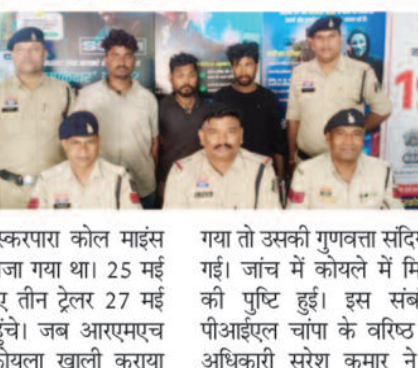 स्करपारा कोल माइंस
जा गया था। 25 मई
ए तीन ट्रेलर 27 मई
हुंचे। जब आरएमएच
कोयला खाली कराया
गया तो उसकी गुणवत्ता संदि
गई। जांच में कोयले में मि
की पुष्टि हुई। इस संब
पीआईएल चांपा के वरिष्ठ
अधिकारी सुरेश कुमार ने